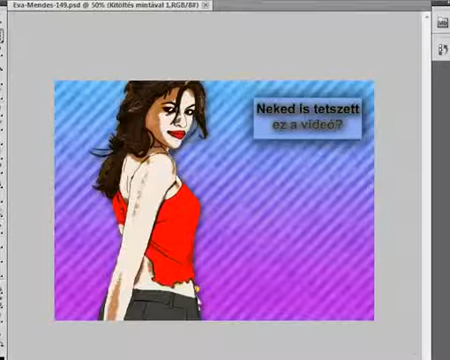 Eva-Mendes-149.psd @ 50% (Kitöltés mintával 1,RGB/8#)
Neked is tetszett
ez a videó?